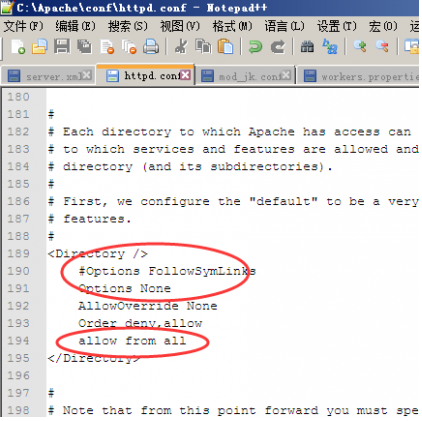 C:\Apache\conf\httpd.conf - Notepad++
文件(F) 编辑(E) 搜索(S) 视图(V) 格式(M) 语言(L) 设置(T) 宏(O) 运
server.xml httpd.conf mod_jk.conf workers.propertie
180
181 #
182 # Each directory to which Apache has access can
183 # to which services and features are allowed and
184 # directory (and its subdirectories).
185 #
186 # First, we configure the "default" to be a very
187 # features.
188 #
189 <Directory />
190 #Options FollowSymLinks
191 Options None
192 AllowOverride None
193 Order deny,allow
194 allow from all
195 </Directory>
196
197 #
198 # Note that from this point forward you must spe